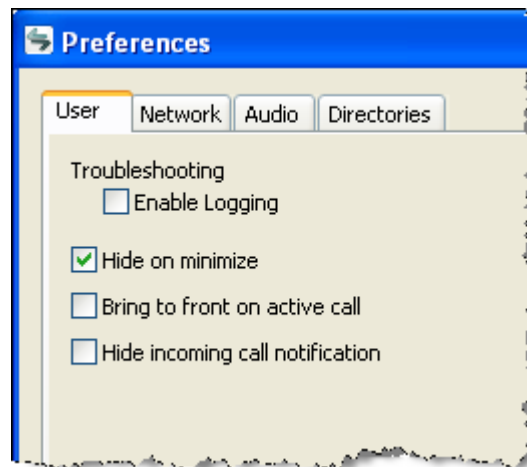 Preferences
User Network Audio Directories
Troubleshooting
Enable Logging
Hide on minimize
Bring to front on active call
Hide incoming call notification